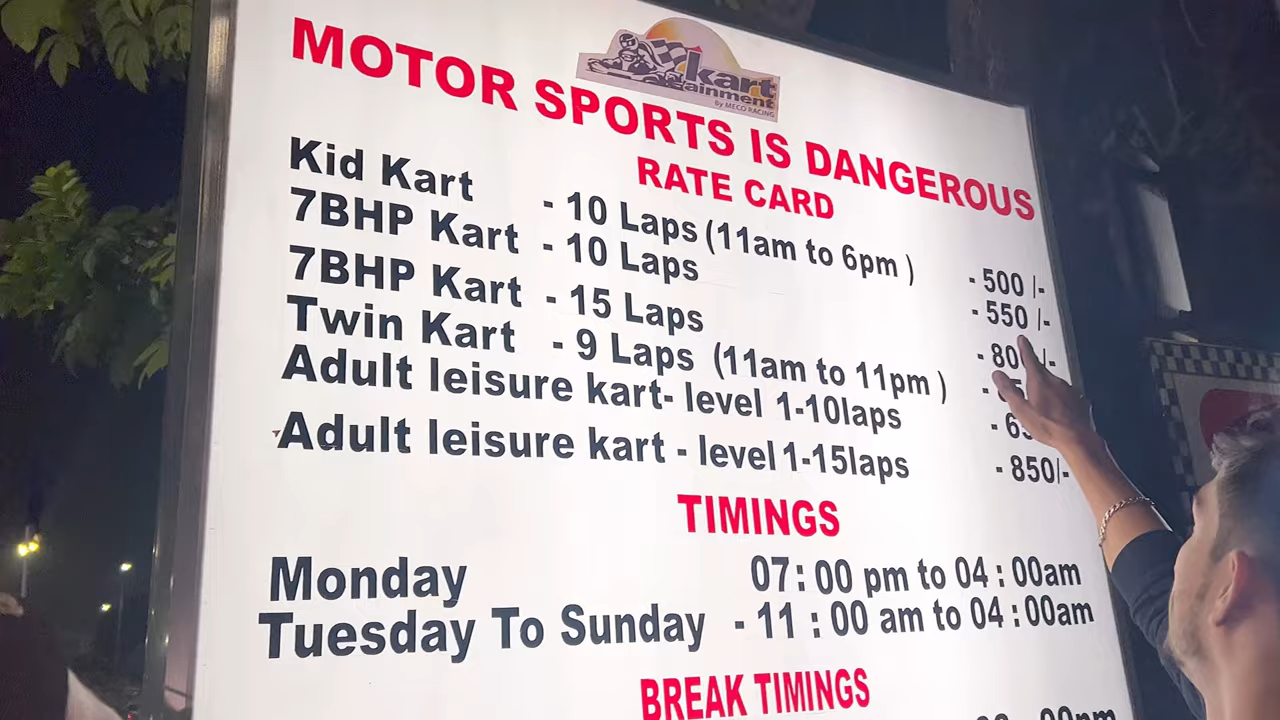 kart
ainment
By MECO RACING
MOTOR SPORTS IS DANGEROUS
RATE CARD
Kid Kart - 10 Laps (11am to 6pm ) - 500 /-
7BHP Kart - 10 Laps - 550 /-
7BHP Kart - 15 Laps - 80 /-
Twin Kart - 9 Laps (11am to 11pm ) -
Adult leisure kart- level 1-10laps - 6
Adult leisure kart - level 1-15laps - 850/-
TIMINGS
Monday 07: 00 pm to 04 : 00am
Tuesday To Sunday - 11 : 00 am to 04 : 00am
BREAK TIMINGS